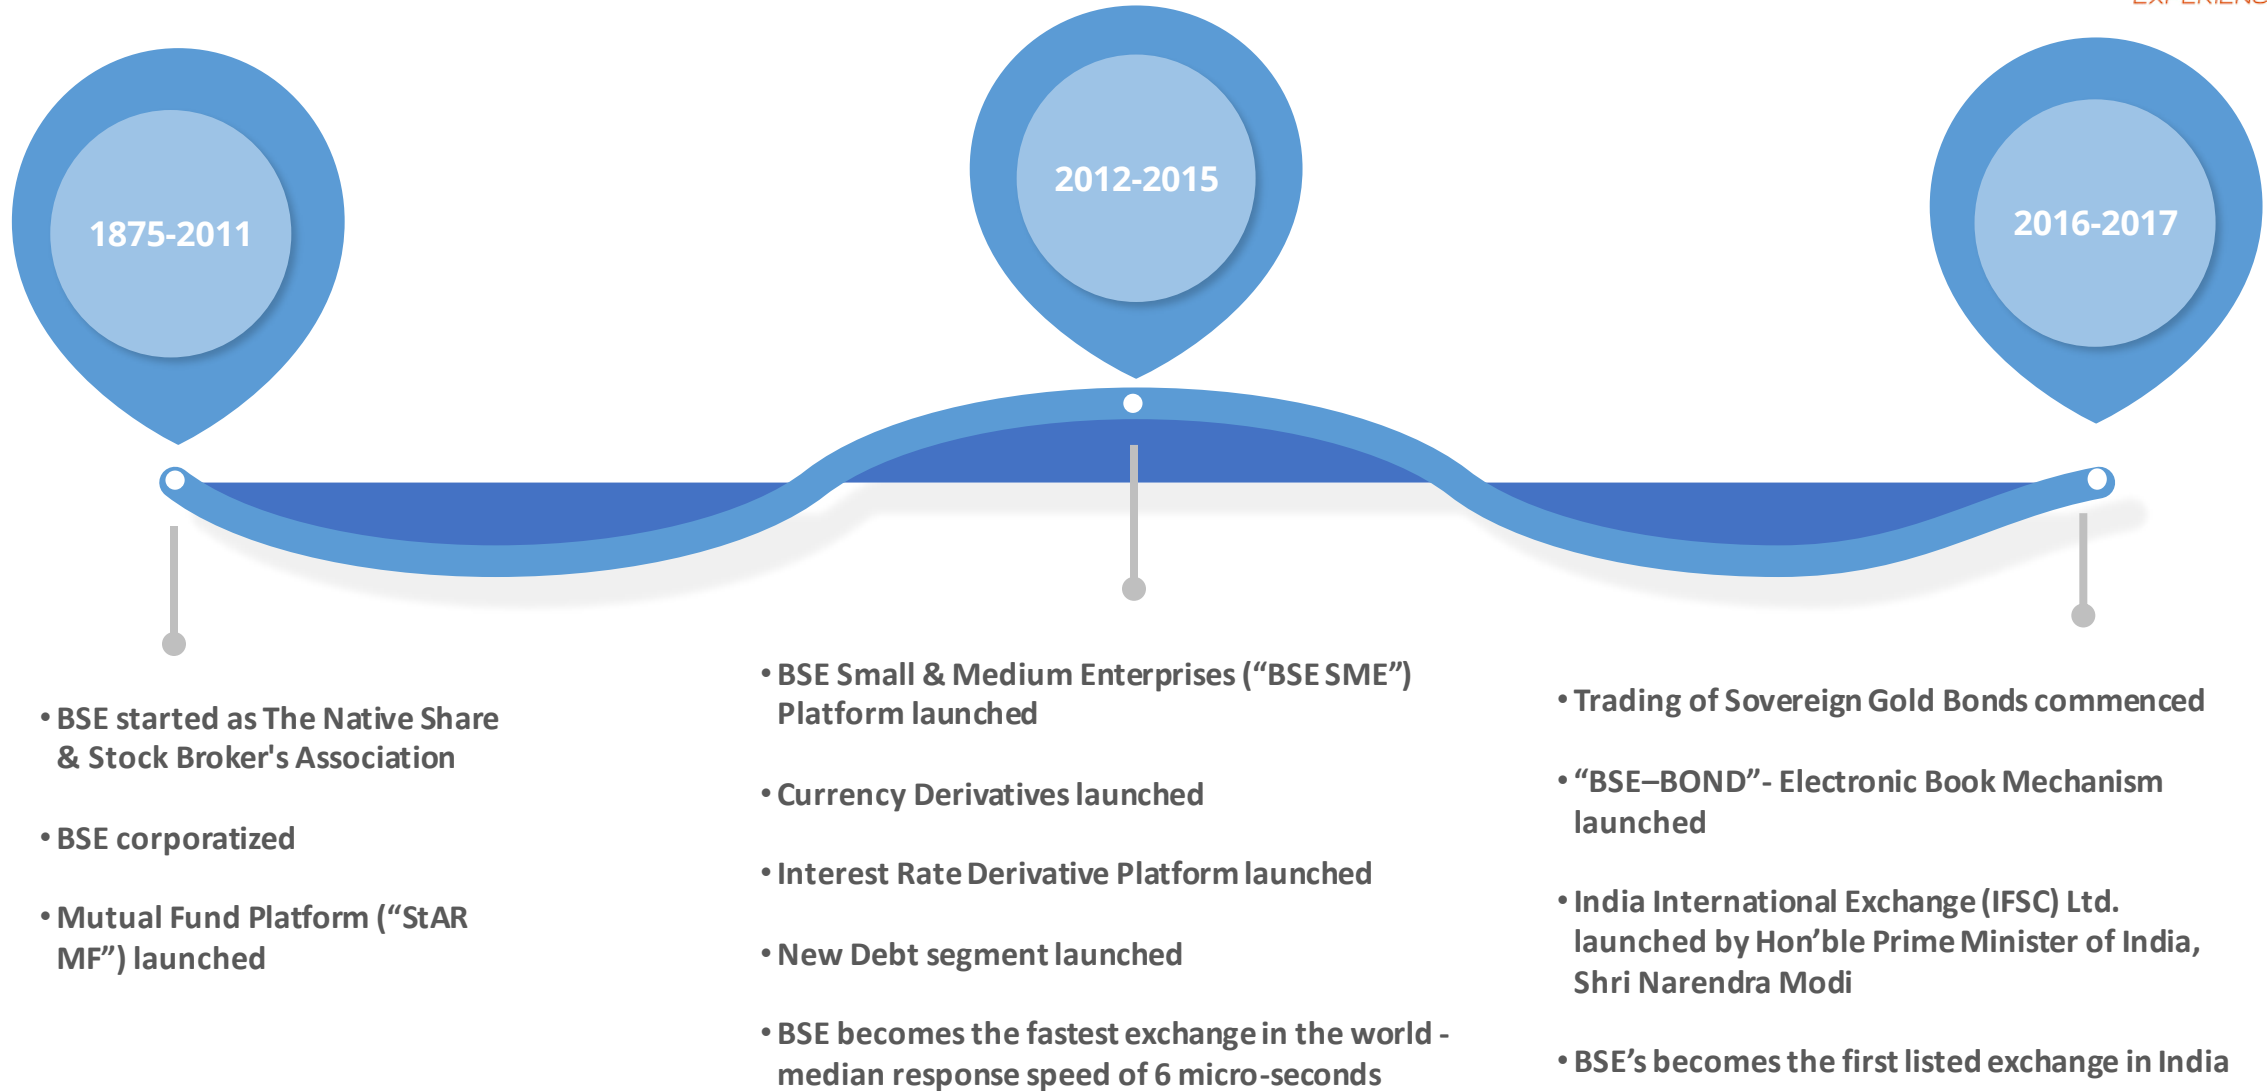 1875-2011
2012-2015
2016-2017
• BSE started as The Native Share
& Stock Broker's Association
• BSE corporatized
• Mutual Fund Platform (“StAR
MF”) launched
• BSE Small & Medium Enterprises (“BSE SME”)
Platform launched
• Currency Derivatives launched
• Interest Rate Derivative Platform launched
• New Debt segment launched
• BSE becomes the fastest exchange in the world -
median response speed of 6 micro-seconds
• Trading of Sovereign Gold Bonds commenced
• “BSE–BOND”- Electronic Book Mechanism
launched
• India International Exchange (IFSC) Ltd.
launched by Hon’ble Prime Minister of India,
Shri Narendra Modi
• BSE’s becomes the first listed exchange in India